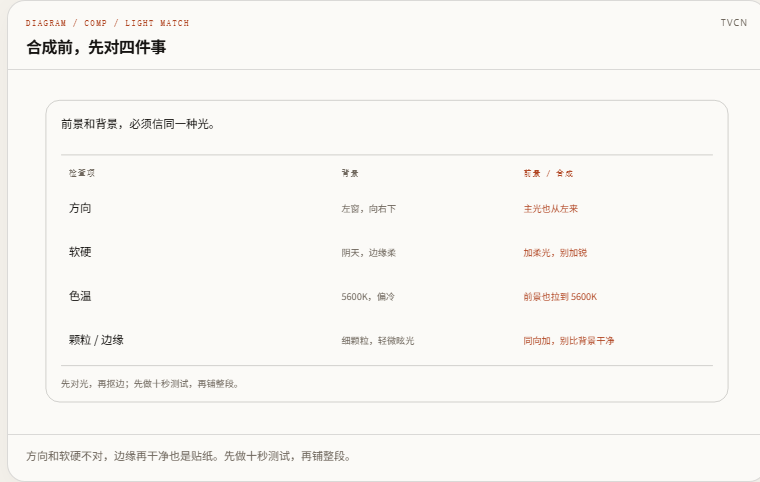 DIAGRAM / COMP / LIGHT MATCH
TVCN
合成前，先对四件事
前景和背景，必须信同一种光。
检查项 背景 前景 / 合成
方向 左窗，向右下 主光也从左来
软硬 阴天，边缘柔 加柔光，别加锐
色温 5600K，偏冷 前景也拉到 5600K
颗粒 / 边缘 细颗粒，轻微眩光 同向加，别比背景干净
先对光，再抠边；先做十秒测试，再铺整段。
方向和软硬不对，边缘再干净也是贴纸。先做十秒测试，再铺整段。